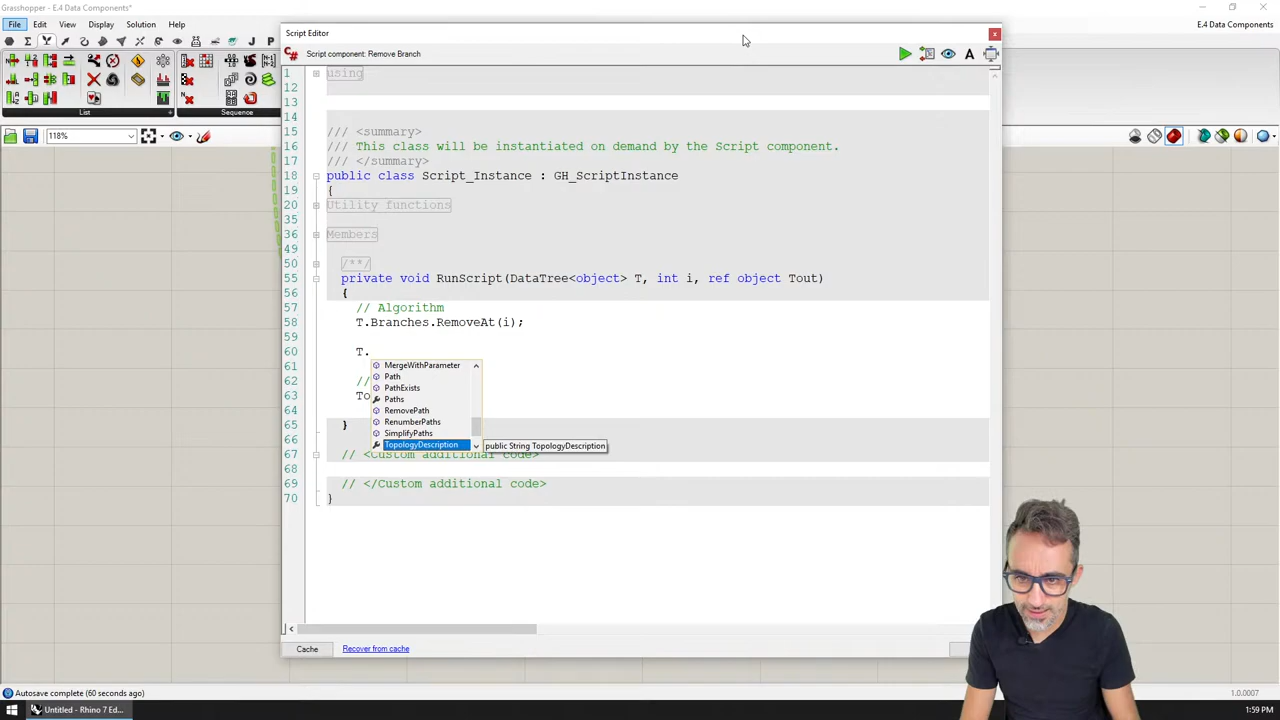 Grasshopper - E.4 Data Components*
File Edit View Display Solution Help
E.4 Data Components
List
Sequence
118%
Script Editor
Script component: Remove Branch
1 using
12
13
14
15 /// <summary>
16 /// This class will be instantiated on demand by the Script component.
17 /// </summary>
18 public class Script_Instance : GH_ScriptInstance
19 {
20 Utility functions
35
36 Members
49
50 /**/
55 private void RunScript(DataTree<object> T, int i, ref object Tout)
56 {
57 // Algorithm
58 T.Branches.RemoveAt(i);
59
60 T.
61
62 //
63 To
64
65 }
66
67 // <Custom additional code>
68
69 // </Custom additional code>
70 }
MergeWithParameter
Path
PathExists
Paths
RemovePath
RenumberPaths
SimplifyPaths
TopologyDescription
public String TopologyDescription
Cache
Recover from cache
Autosave complete (60 seconds ago)
1.0.0007
Untitled - Rhino 7 Ed...
1:59 PM